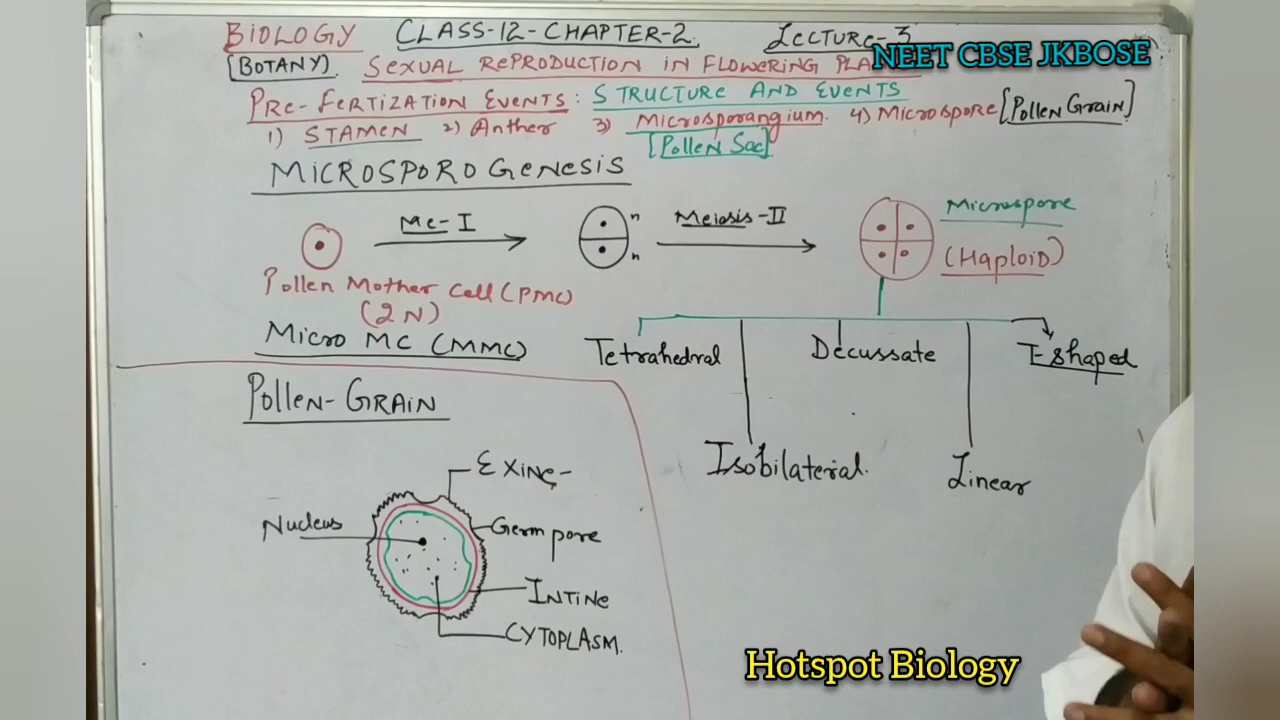 BIOLOGY CLASS-12-CHAPTER-2. LECTURE-3
NEET CBSE JKBOSE
[BOTANY) SEXUAL REPRODUCTION IN FLOWERING
PRE-FERTIZATION EVENTS: STRUCTURE AND EVENTS
1) STAMEN 2) Anther 3) Microsporangium. 4) Microspore [Pollen Grain]
[Pollen Sac]
MICROSPORO GENESIS
Mc-I
n
n
Meiosis-II
Microspore
(Haploid)
Pollen Mother Cell (PMC)
(2N)
Micro MC (MMC)
Tetrahedral Decussate T shaped
Isobilaterial. Linear
Pollen-GRAIN
Exine-
Nucleus Germ pore
INTINE
CYTOPLASM.
Hotspot Biology